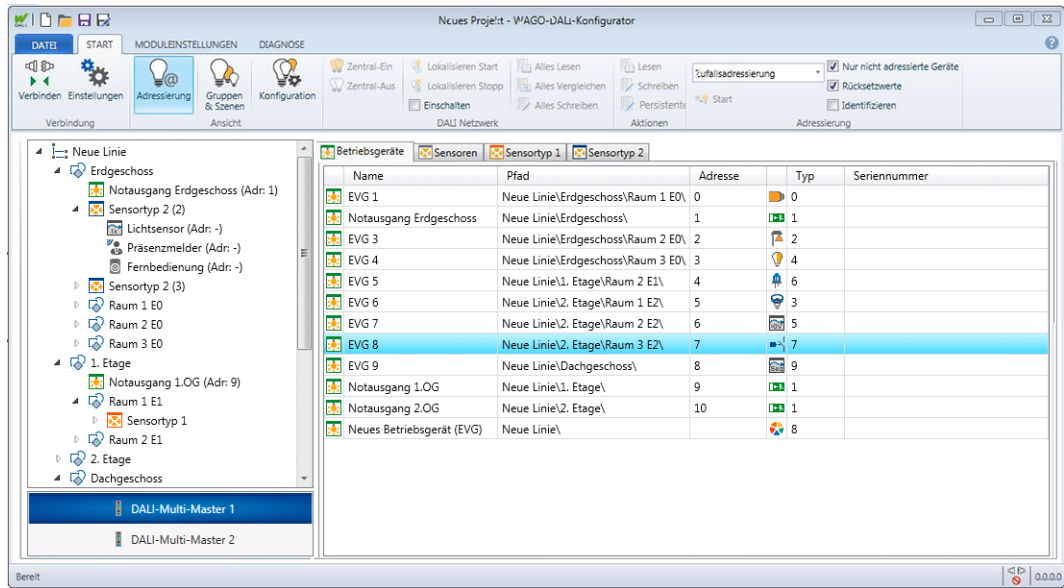 Neues Projekt - WAGO-DALI-Konfigurator
DATEI START MODULEINSTELLUNGEN DIAGNOSE
Verbinden Einstellungen
Verbindung
Adressierung Gruppen & Szenen Konfiguration
Ansicht
Zentral-Ein Lokalisieren Start Alles Lesen
Zentral-Aus Lokalisieren Stopp Alles Vergleichen
Einschalten Alles Schreiben
DALI Netzwerk
Lesen
Schreiben
Persistente
Aktionen
Zufallsadressierung Nur nicht adressierte Geräte
Start Rücksetzwerte
Identifizieren
Adressierung
Neue Linie
Erdgeschoss
Notausgang Erdgeschoss (Adr: 1)
Sensortyp 2 (2)
Lichtsensor (Adr: -)
Präsenzmelder (Adr: -)
Fernbedienung (Adr: -)
Sensortyp 2 (3)
Raum 1 E0
Raum 2 E0
Raum 3 E0
1. Etage
Notausgang 1.OG (Adr: 9)
Raum 1 E1
Sensortyp 1
Raum 2 E1
2. Etage
Dachgeschoss
DALI-Multi-Master 1
DALI-Multi-Master 2
Betriebsgeräte Sensoren Sensortyp 1 Sensortyp 2
Name Pfad Adresse Typ Seriennummer
EVG 1 Neue Linie\Erdgeschoss\Raum 1 E0\ 0 0
Notausgang Erdgeschoss Neue Linie\Erdgeschoss\ 1 1
EVG 3 Neue Linie\Erdgeschoss\Raum 2 E0\ 2 2
EVG 4 Neue Linie\Erdgeschoss\Raum 3 E0\ 3 4
EVG 5 Neue Linie\1. Etage\Raum 2 E1\ 4 6
EVG 6 Neue Linie\2. Etage\Raum 1 E2\ 5 3
EVG 7 Neue Linie\2. Etage\Raum 2 E2\ 6 5
EVG 8 Neue Linie\2. Etage\Raum 3 E2\ 7 7
EVG 9 Neue Linie\Dachgeschoss\ 8 9
Notausgang 1.OG Neue Linie\1. Etage\ 9 1
Notausgang 2.OG Neue Linie\2. Etage\ 10 1
Neues Betriebsgerät (EVG) Neue Linie\ 8
Bereit 0.0.0.0